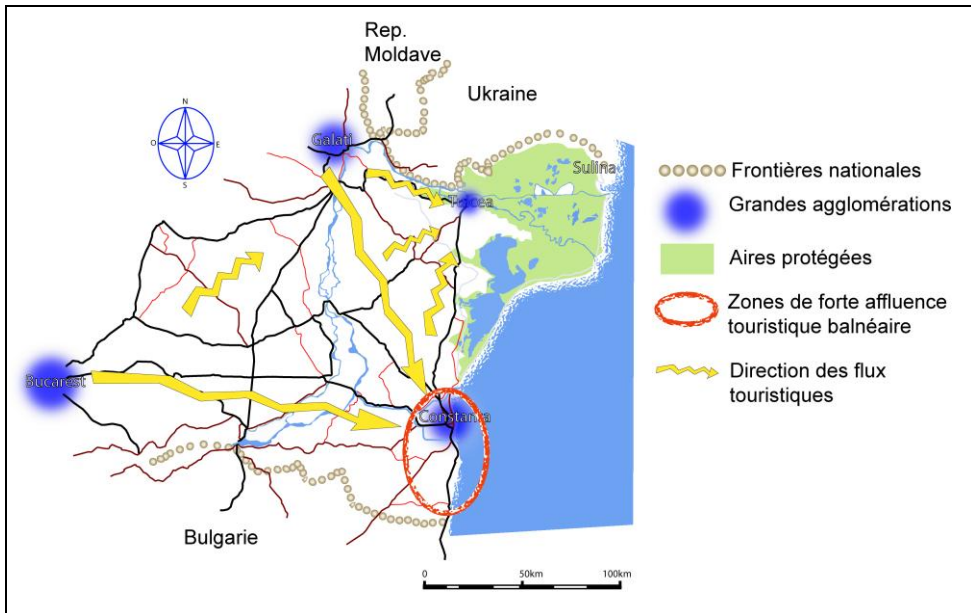 Rep.
Moldave
Ukraine
N
O
E
S
Galati
Sulina
Tulcea
Bucarest
Constanta
Bulgarie
0
50km
100km
Frontières nationales
Grandes agglomérations
Aires protégées
Zones de forte affluence
touristique balnéaire
Direction des flux
touristiques